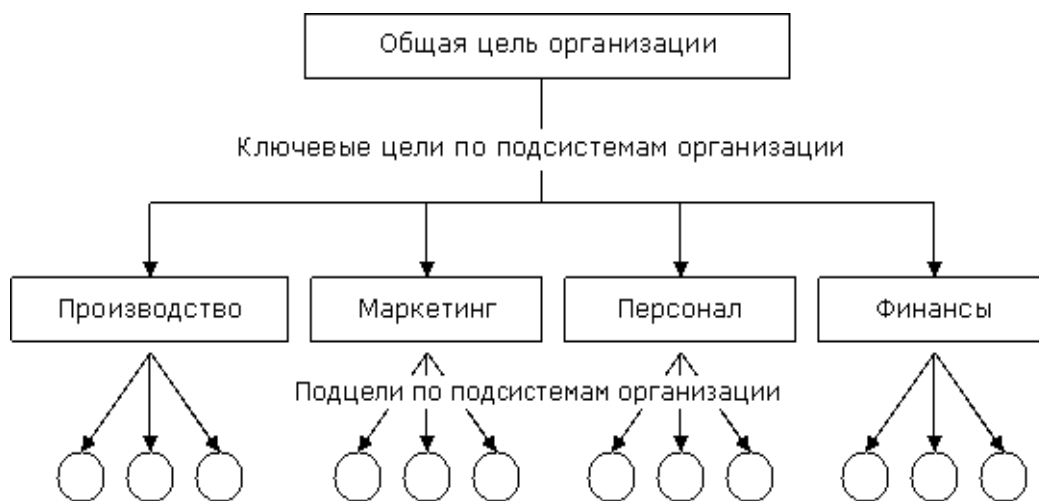 Общая цель организации
Ключевые цели по подсистемам организации
Производство
Маркетинг
Персонал
Финансы
Подцели по подсистемам организации